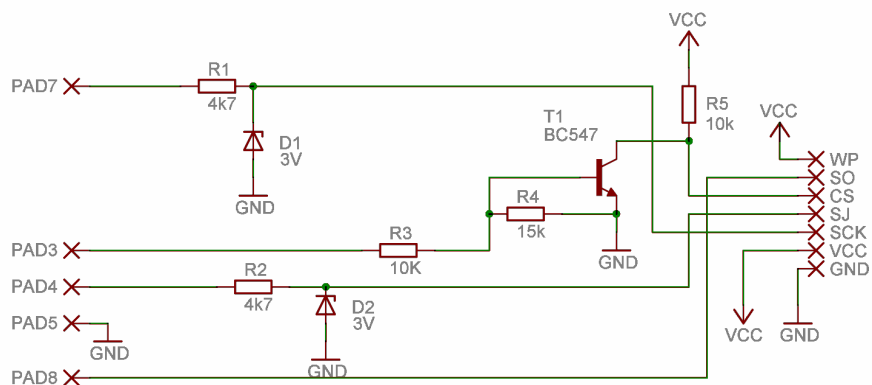 VCC
R1
PAD7
4k7
R5
10k
T1
BC547
VCC
D1
3V
WP
SO
GND
R4
CS
15k
SJ
R3
SCK
PAD3
10K
VCC
GND
GND
R2
PAD4
4k7
D2
3V
PAD5
VCC
GND
GND
GND
PAD8